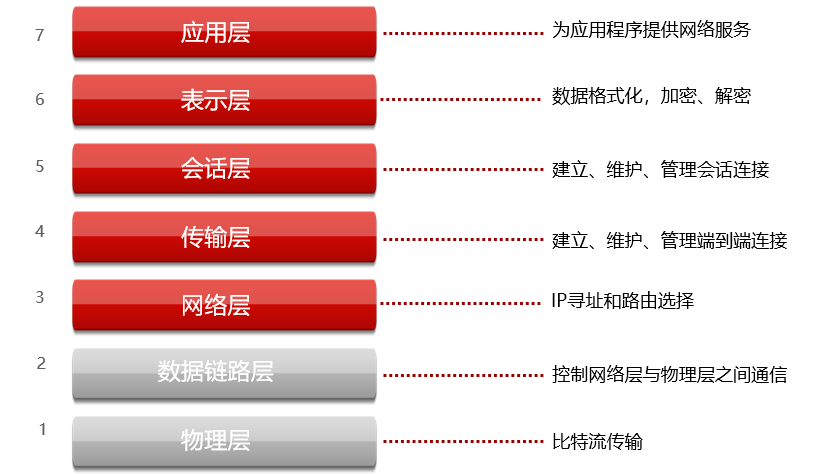 7 应用层 为应用程序提供网络服务
6 表示层 数据格式化，加密、解密
5 会话层 建立、维护、管理会话连接
4 传输层 建立、维护、管理端到端连接
3 网络层 IP寻址和路由选择
2 数据链路层 控制网络层与物理层之间通信
1 物理层 比特流传输